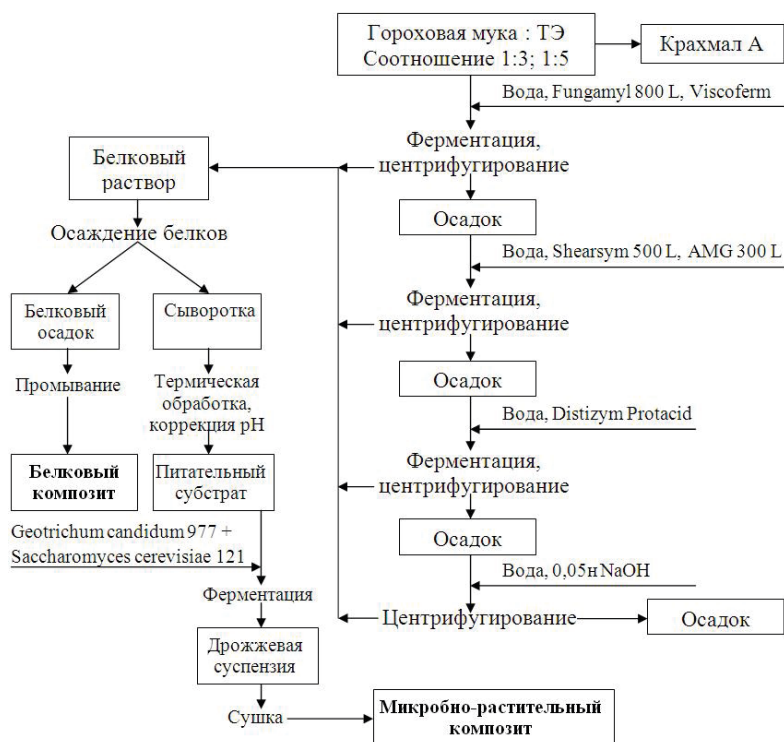 Гороховая мука : ТЭ
Соотношение 1:3; 1:5
Крахмал А
Вода, Fungamyl 800 L, Viscoferm
Ферментация,
центрифугирование
Белковый
раствор
Осадок
Осаждение белков
Вода, Shearsym 500 L, AMG 300 L
Ферментация,
центрифугирование
Белковый
осадок
Сыворотка
Осадок
Промывание
Термическая
обработка,
коррекция pH
Вода, Distizym Protacid
Ферментация,
центрифугирование
Белковый
композит
Питательный
субстрат
Осадок
Geotrichum candidum 977 +
Saccharomyces cerevisiae 121
Вода, 0,05н NaOH
Ферментация
Центрифугирование
Осадок
Дрожжевая
суспензия
Сушка
Микробно-растительный
композит